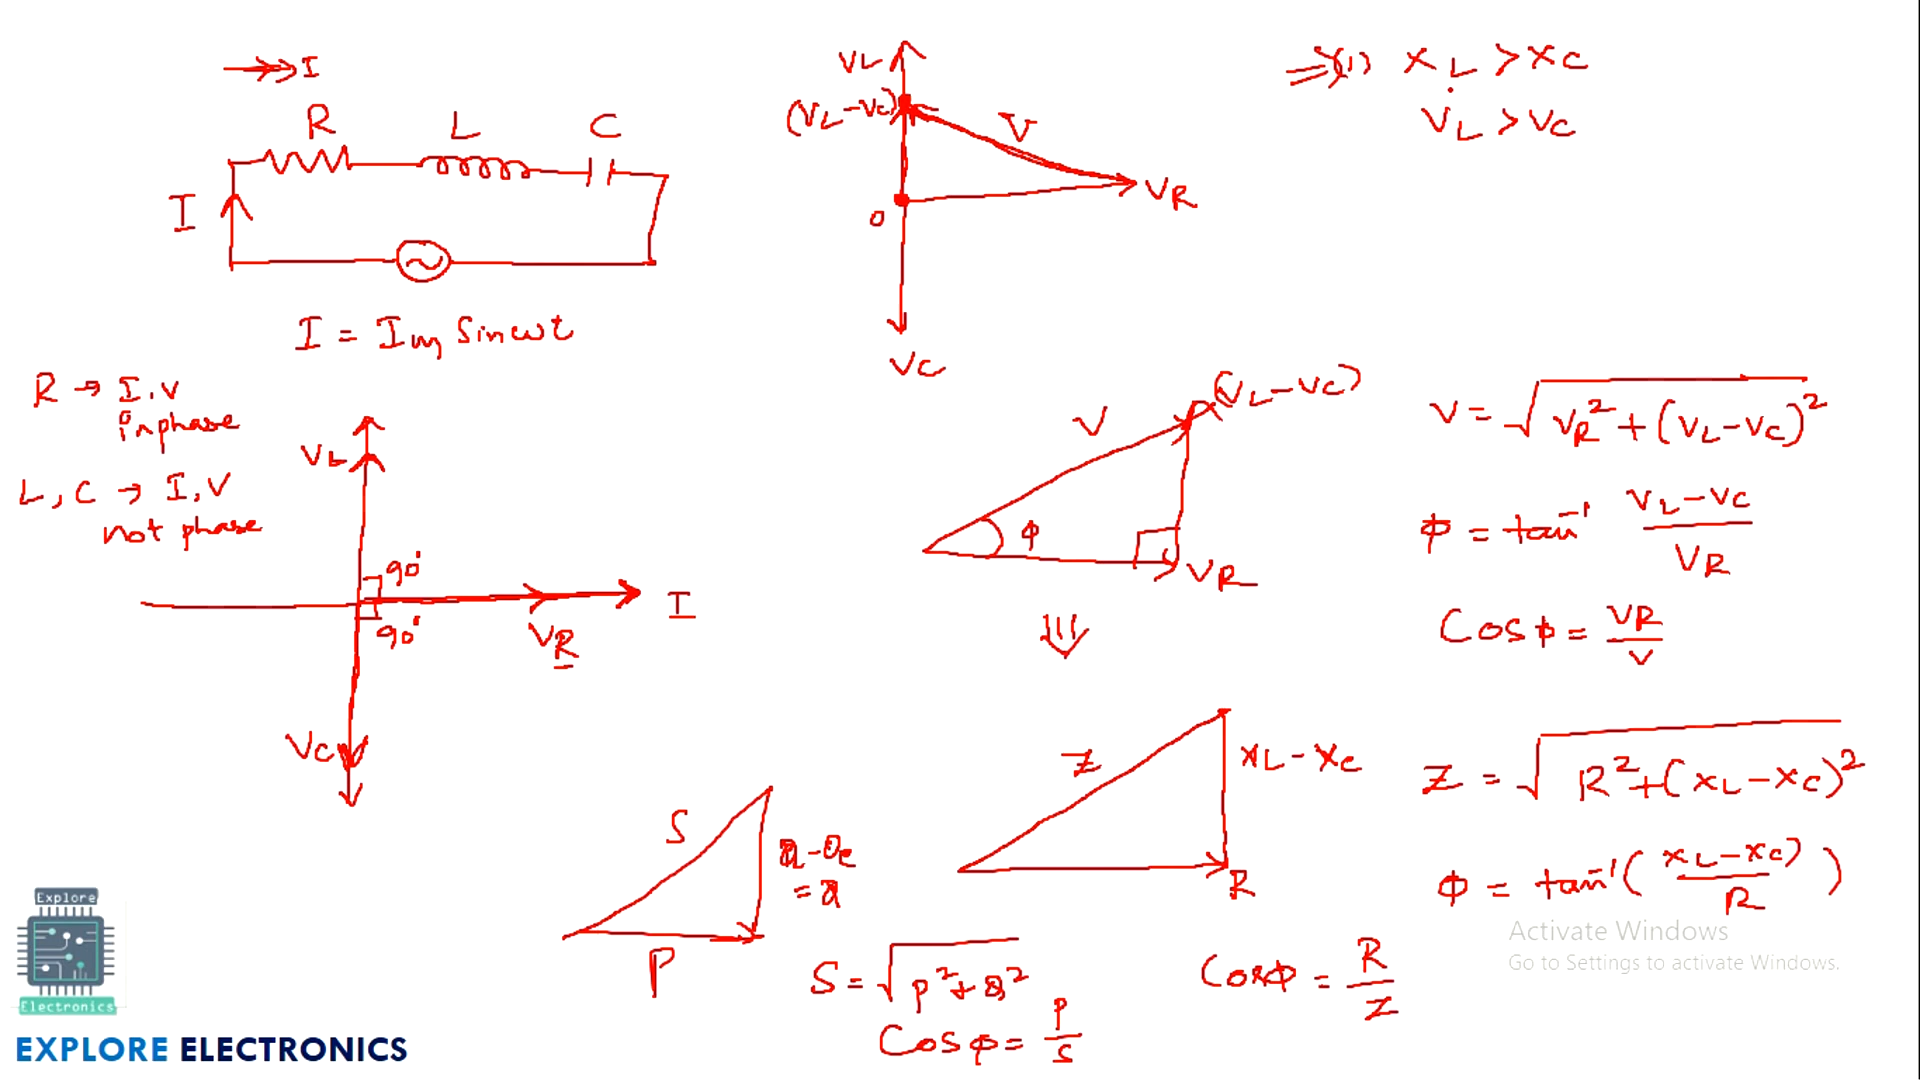 → I
R L C
I
I = Im Sinωt
R → I, V
inphase
L, C → I, V
not phase
VL
90°
90°
I
VR
VC
VL
(VL-VC)
V
VR
O
VC
⇒ (1) XL > XC
VL > VC
(VL-VC)
V
φ
VR
V = √VR² + (VL-VC)²
φ = tan⁻¹ VL-VC / VR
Cosφ = VR / V
Z
XL-XC
R
Z = √R² + (XL-XC)²
φ = tan⁻¹ ( XL-XC) / R )
Cosφ = R / Z
S
P
= Q
S = √P² + Q²
Cosφ = P / S
Activate Windows
Go to Settings to activate Windows.
Explore
Electronics
EXPLORE ELECTRONICS